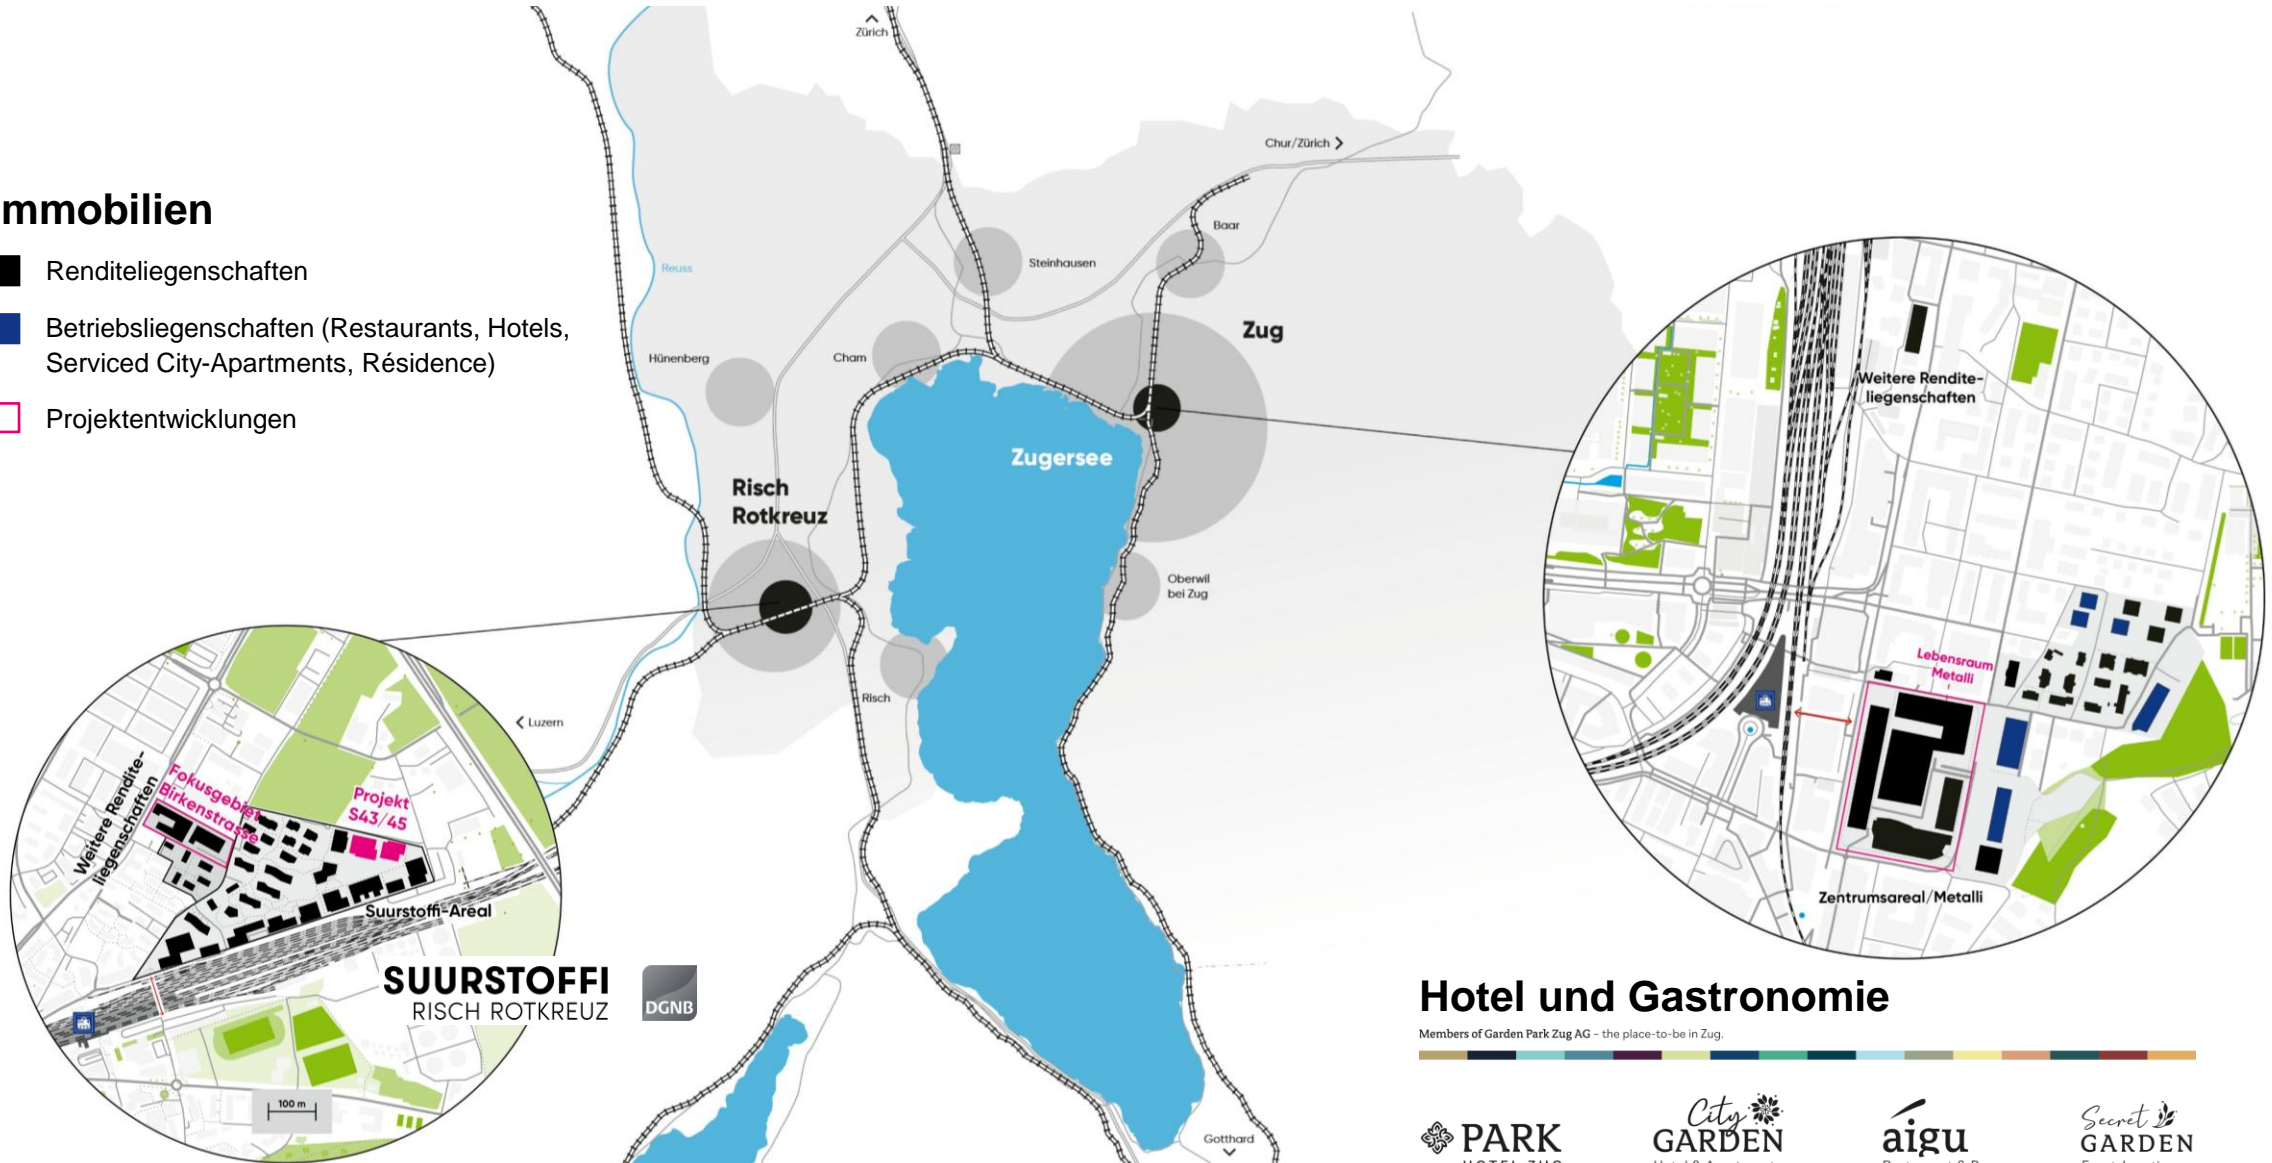 mmobilien
Renditeliegenschaften
Betriebsliegenschaften (Restaurants, Hotels,
Serviced City-Apartments, Résidence)
Projektentwicklungen
Zürich
Chur/Zürich
Reuss
Steinhausen
Baar
Zug
Hünenberg
Cham
Zugersee
Risch
Rotkreuz
Oberwil
bei Zug
Risch
Luzern
Gotthard
Weitere Rendite-
liegenschaften
Fokusgebiet
Birkenstrasse
Projekt
S43/45
Suurstoffi-Areal
100 m
SUURSTOFFI
RISCH ROTKREUZ
DGNB
Weitere Rendite-
liegenschaften
Lebensraum
Metalli
Zentrumsareal/Metalli
Hotel und Gastronomie
Members of Garden Park Zug AG – the place-to-be in Zug.
PARK
HOTEL ZUG
City
GARDEN
aigu
Secret
GARDEN